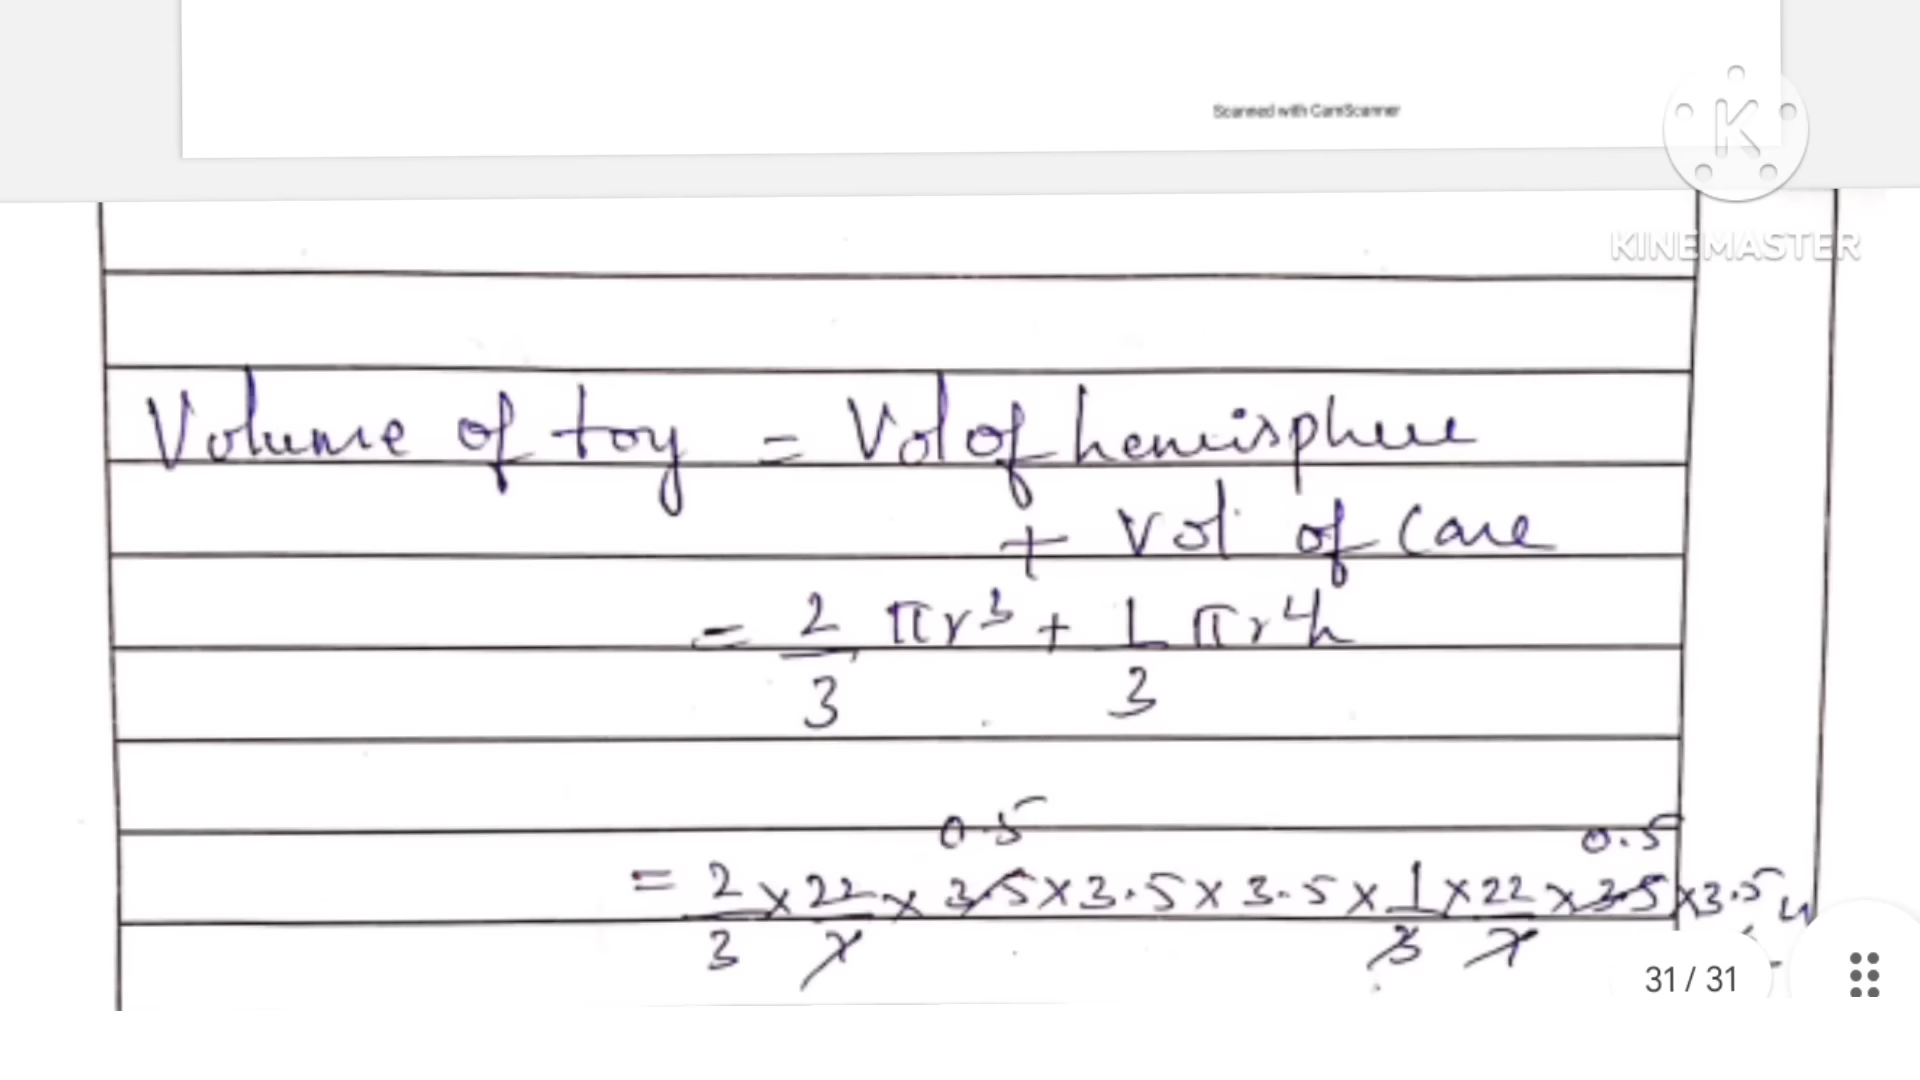 Scanned with CamScanner
K
KINEMASTER
Volume of toy = Vol of hemisphere
+ Vol of Cone
= 2/3 πr³ + 1/3 πr²h
0.5 0.5
= 2/3 × 22/7 × 3.5 × 3.5 × 3.5 × 1/3 × 22/7 × 3.5 × 3.5
31 / 31